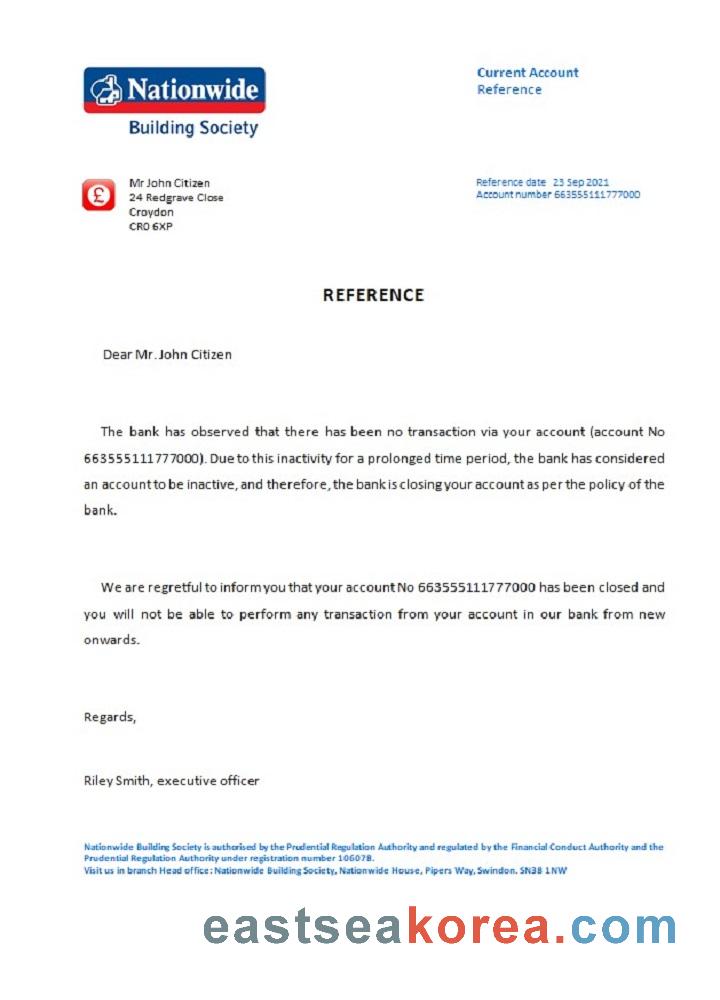 Nationwide
Building Society
Current Account
Reference
£
Mr John Citizen
24 Redgrave Close
Croydon
CR0 6XP
Reference date 23 Sep 2021
Account number 663555111777000
REFERENCE
Dear Mr. John Citizen
The bank has observed that there has been no transaction via your account (account No
663555111777000). Due to this inactivity for a prolonged time period, the bank has considered
an account to be inactive, and therefore, the bank is closing your account as per the policy of the
bank.
We are regretful to inform you that your account No 663555111777000 has been closed and
you will not be able to perform any transaction from your account in our bank from new
onwards.
Regards,
Riley Smith, executive officer
Nationwide Building Society is authorised by the Prudential Regulation Authority and regulated by the Financial Conduct Authority and the
Prudential Regulation Authority under registration number 106078.
Visit us in branch Head office: Nationwide Building Society, Nationwide House, Pipers Way, Swindon. SN38 1NW
eastseakorea.com